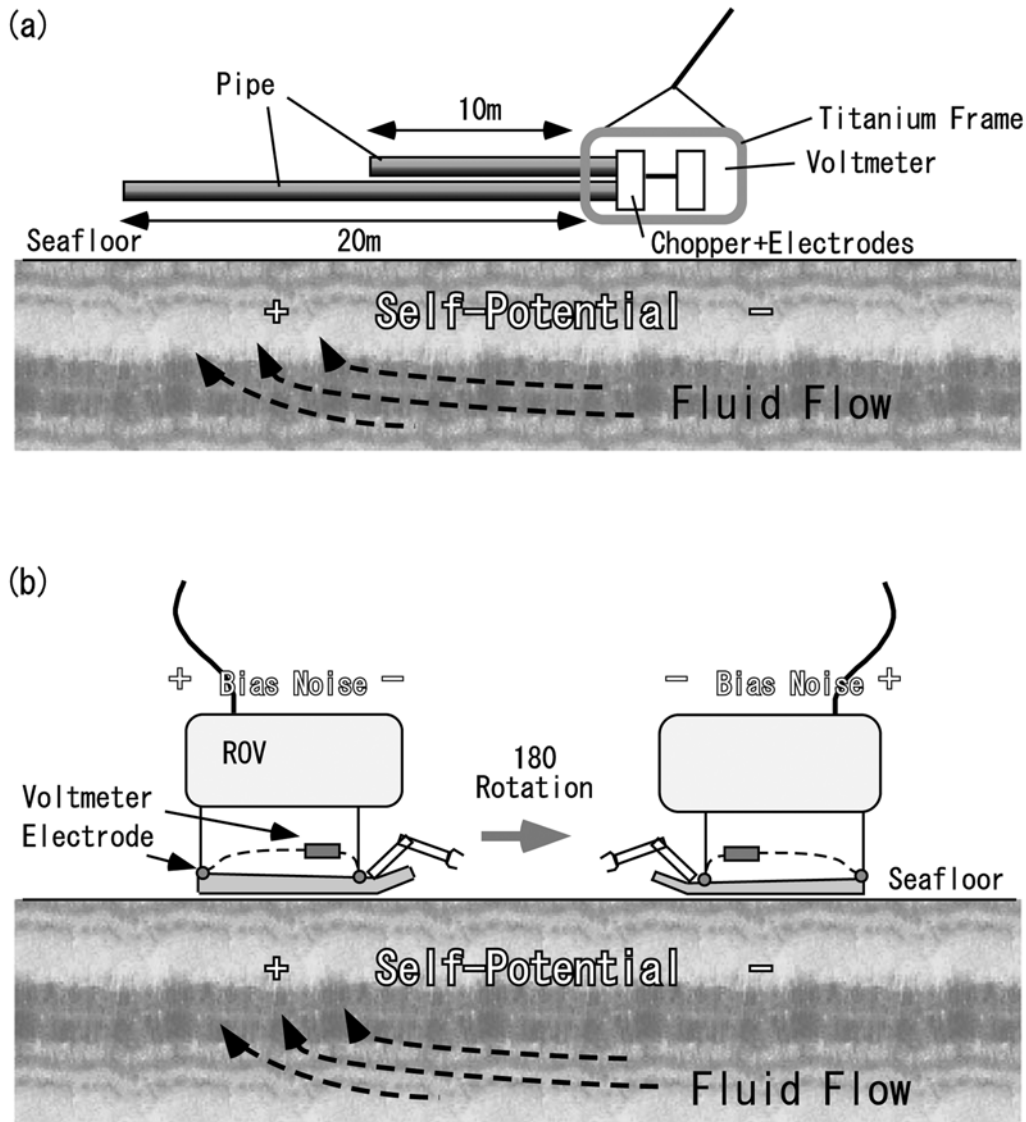 (a)
Pipe
10m
Titanium Frame
Voltmeter
Seafloor
20m
Chopper+Electrodes
+ Self-Potential -
Fluid Flow
(b)
+ Bias Noise -
- Bias Noise +
ROV
180
Rotation
Voltmeter
Electrode
Seafloor
+ Self-Potential -
Fluid Flow